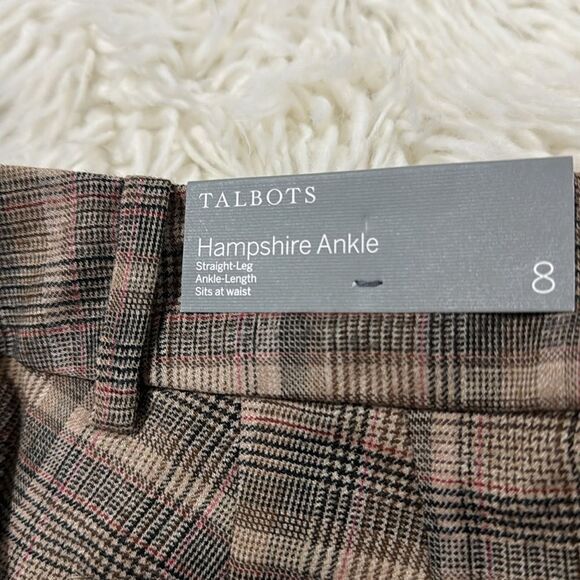 TALBOTS
Hampshire Ankle
Straight-Leg
Ankle-Length
Sits at waist
8